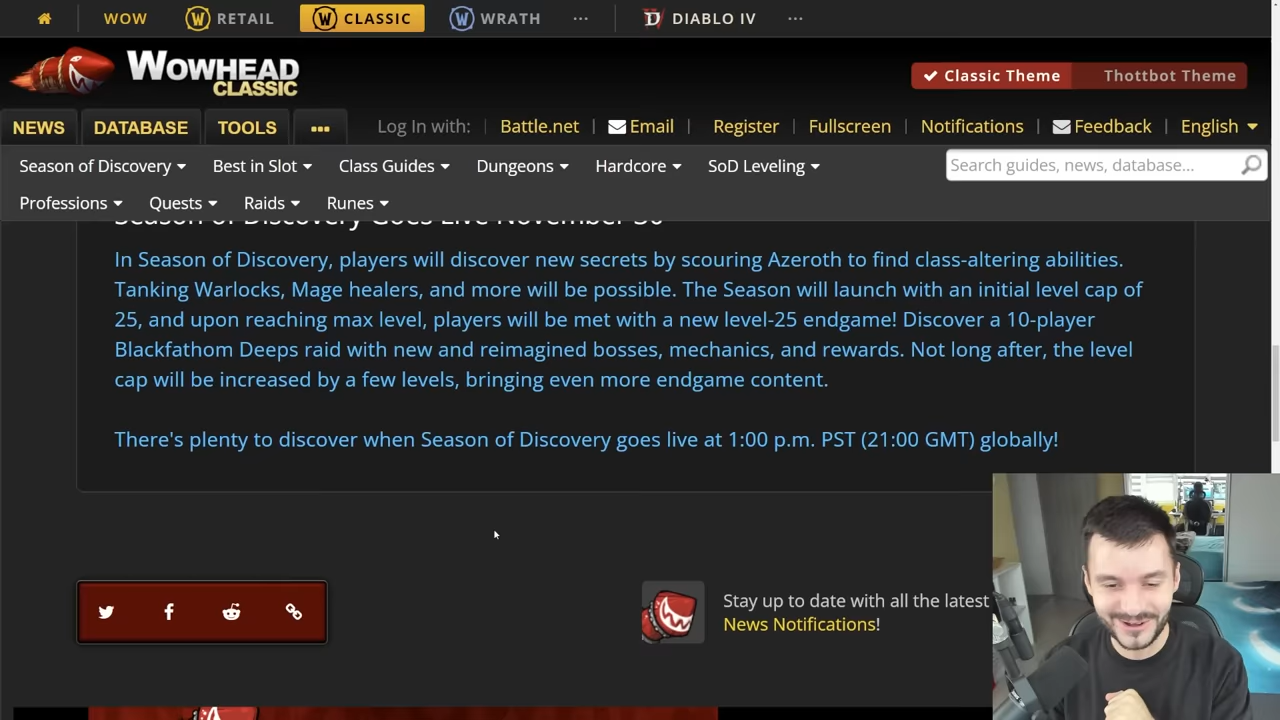 WOW
RETAIL
CLASSIC
WRATH
DIABLO IV
WOWHEAD
CLASSIC
Classic Theme
Thottbot Theme
NEWS
DATABASE
TOOLS
Log In with:
Battle.net
Email
Register
Fullscreen
Notifications
Feedback
English
Season of Discovery
Best in Slot
Class Guides
Dungeons
Hardcore
SoD Leveling
Search guides, news, database...
Professions
Quests
Raids
Runes
Season of Discovery Goes Live November 30
In Season of Discovery, players will discover new secrets by scouring Azeroth to find class-altering abilities.
Tanking Warlocks, Mage healers, and more will be possible. The Season will launch with an initial level cap of
25, and upon reaching max level, players will be met with a new level-25 endgame! Discover a 10-player
Blackfathom Deeps raid with new and reimagined bosses, mechanics, and rewards. Not long after, the level
cap will be increased by a few levels, bringing even more endgame content.
There's plenty to discover when Season of Discovery goes live at 1:00 p.m. PST (21:00 GMT) globally!
Stay up to date with all the latest
News Notifications!